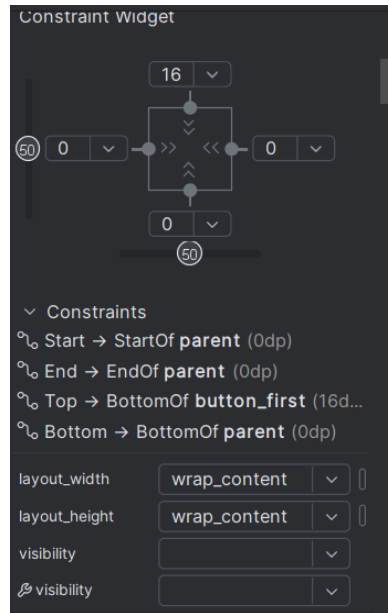 Constraint Widget
16
50 0 0
0
50
Constraints
Start → StartOf parent (0dp)
End → EndOf parent (0dp)
Top → BottomOf button_first (16d...
Bottom → BottomOf parent (0dp)
layout_width wrap_content
layout_height wrap_content
visibility
visibility